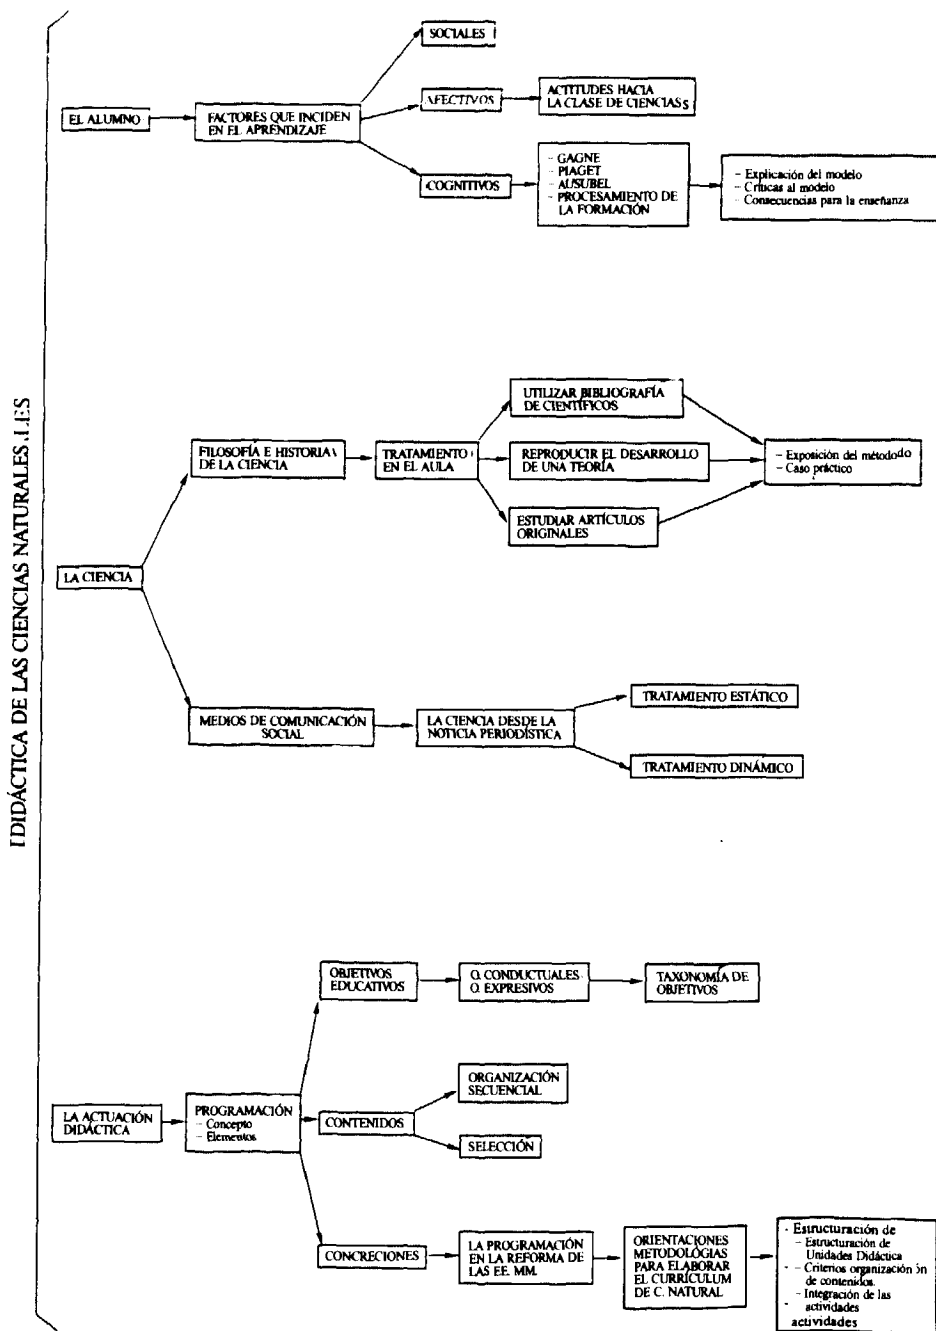 DIDÁCTICA DE LAS CIENCIAS NATURALES
SOCIALES
EL ALUMNO
FACTORES QUE INCIDEN
EN EL APRENDIZAJE
AFECTIVOS
ACTITUDES HACIA
LA CLASE DE CIENCIAS
COGNITIVOS
- GAGNE
- PIAGET
- AUSUBEL
- PROCESAMIENTO DE
LA FORMACIÓN
- Explicación del modelo
- Críticas al modelo
- Consecuencias para la enseñanza
LA CIENCIA
FILOSOFÍA E HISTORIA
DE LA CIENCIA
TRATAMIENTO
EN EL AULA
UTILIZAR BIBLIOGRAFÍA
DE CIENTÍFICOS
REPRODUCIR EL DESARROLLO
DE UNA TEORÍA
ESTUDIAR ARTÍCULOS
ORIGINALES
- Exposición del método
- Caso práctico
MEDIOS DE COMUNICACIÓN
SOCIAL
LA CIENCIA DESDE LA
NOTICIA PERIODÍSTICA
TRATAMIENTO ESTÁTICO
TRATAMIENTO DINÁMICO
LA ACTUACIÓN
DIDÁCTICA
PROGRAMACIÓN
- Concepto
- Elementos
OBJETIVOS
EDUCATIVOS
O. CONDUCTUALES
O. EXPRESIVOS
TAXONOMÍA DE
OBJETIVOS
CONTENIDOS
ORGANIZACIÓN
SECUENCIAL
SELECCIÓN
CONCRECIONES
LA PROGRAMACIÓN
EN LA REFORMA DE
LAS EE. MM.
ORIENTACIONES
METODOLÓGIAS
PARA ELABORAR
EL CURRÍCULUM
DE C. NATURAL
- Estructuración de
- Estructuración de
Unidades Didáctica
- Criterios organización
de contenidos.
- Integración de las
actividades
actividades